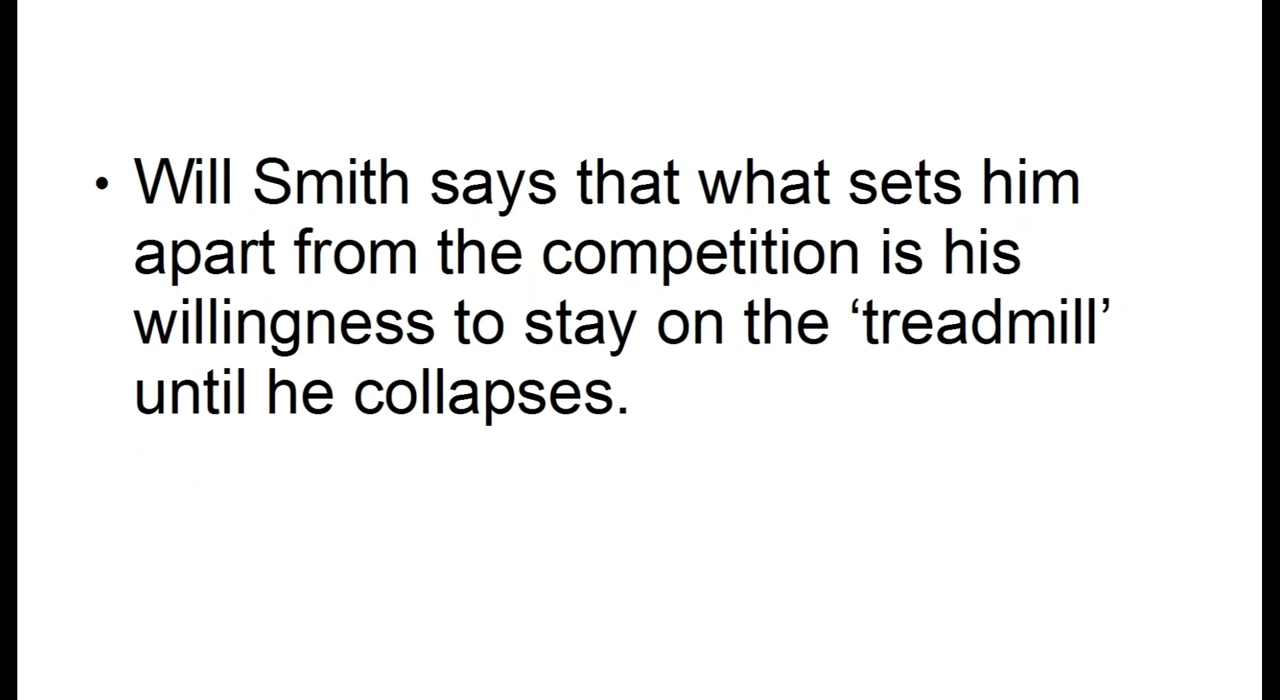 • Will Smith says that what sets him
apart from the competition is his
willingness to stay on the ‘treadmill’
until he collapses.